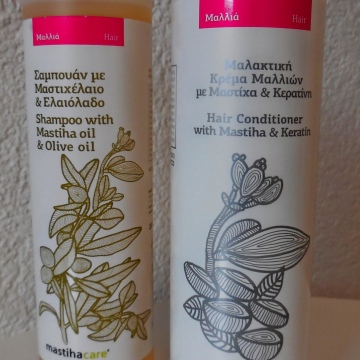 Μαλλιά Hair
Σαμπουάν με
Μαστιχέλαιο
& Ελαιόλαδο
Shampoo with
Mastiha oil
& Olive oil
mastihacare
Μαλλιά Hair
Μαλακτική
Κρέμα Μαλλιών
με Μαστίχα & Κερατίνη
Hair Conditioner
with Mastiha & Keratin